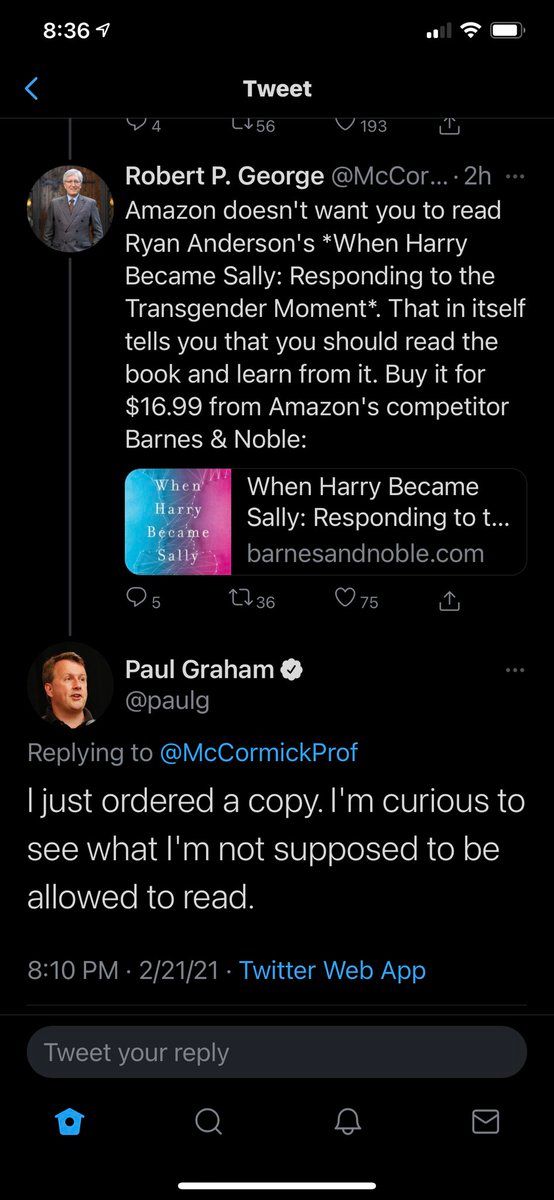 8:36
Tweet
4 56 193
Robert P. George @McCor... · 2h
Amazon doesn't want you to read
Ryan Anderson's *When Harry
Became Sally: Responding to the
Transgender Moment*. That in itself
tells you that you should read the
book and learn from it. Buy it for
$16.99 from Amazon's competitor
Barnes & Noble:
When
Harry
Became
Sally
When Harry Became
Sally: Responding to t...
barnesandnoble.com
5 36 75
Paul Graham
@paulg
Replying to @McCormickProf
I just ordered a copy. I'm curious to
see what I'm not supposed to be
allowed to read.
8:10 PM · 2/21/21 · Twitter Web App
Tweet your reply